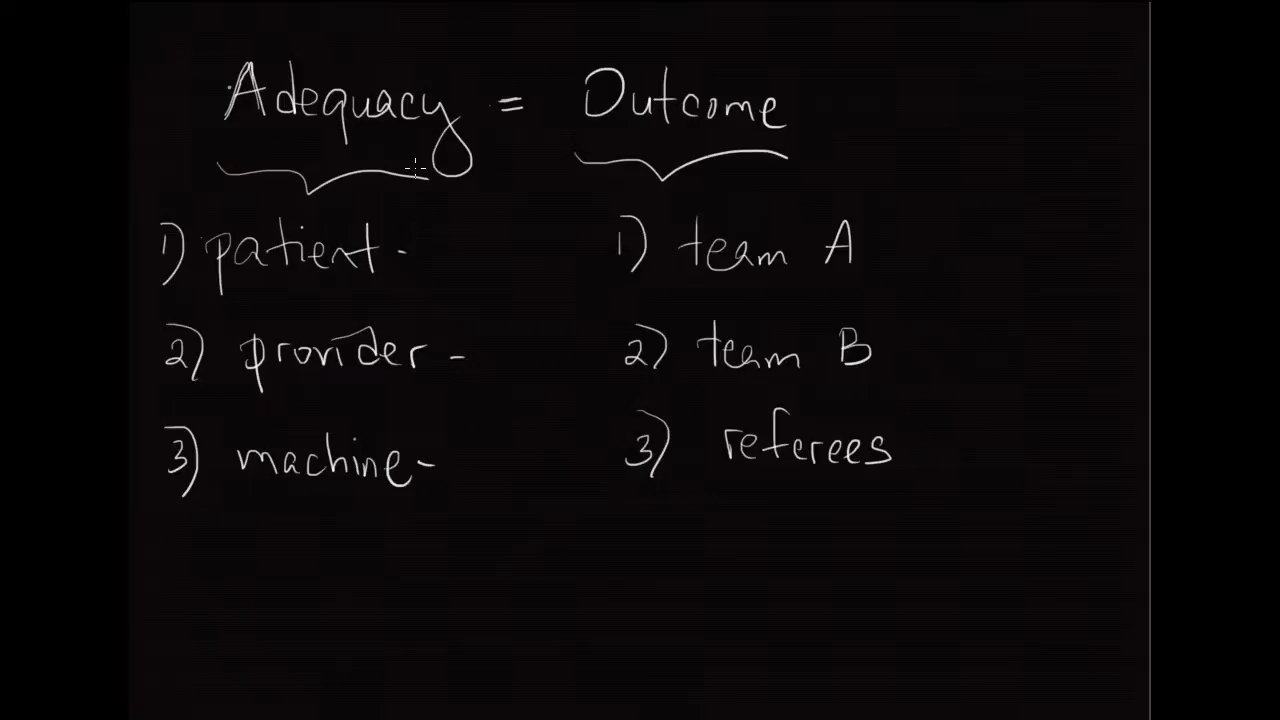 Adequacy = Outcome
1) patient -
1) team A
2) provider -
2) team B
3) machine -
3) referees